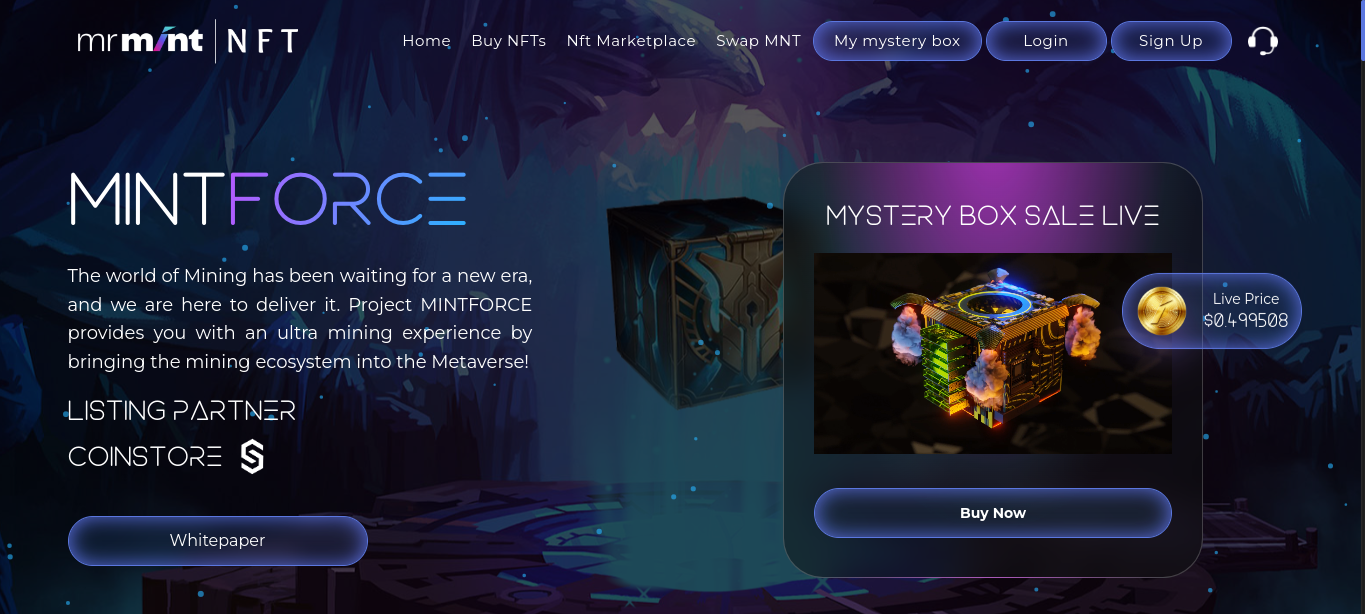 mrmint NFT
Home Buy NFTs Nft Marketplace Swap MNT My mystery box Login Sign Up
MINTFORCE
The world of Mining has been waiting for a new era,
and we are here to deliver it. Project MINTFORCE
provides you with an ultra mining experience by
bringing the mining ecosystem into the Metaverse!
LISTING PARTNER
COINSTORE
Whitepaper
MYSTERY BOX SALE LIVE
Live Price
$0.499508
Buy Now